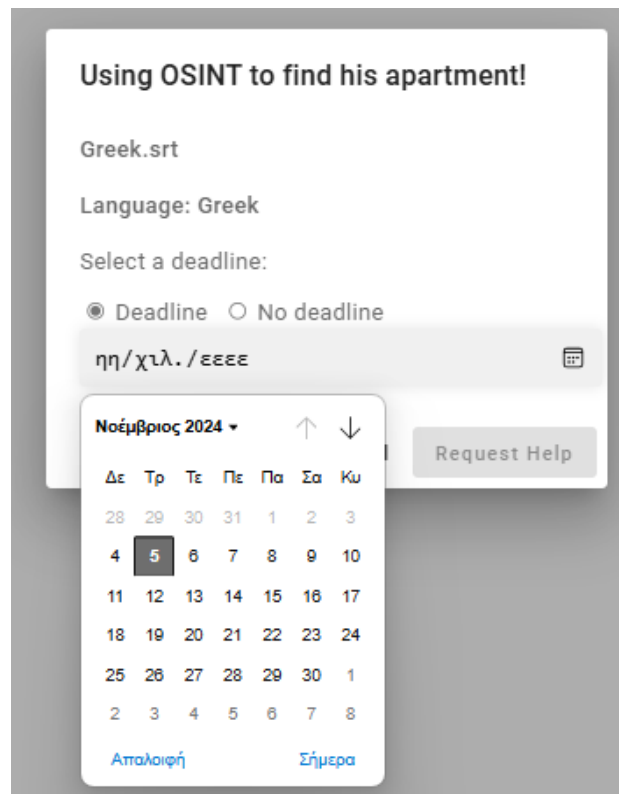 Using OSINT to find his apartment!
Greek.srt
Language: Greek
Select a deadline:
Deadline No deadline
ηη/χιλ./εεεε
Νοέμβριος 2024
Request Help
Δε Τρ Τε Πε Πα Σα Κυ
28 29 30 31 1 2 3
4 5 6 7 8 9 10
11 12 13 14 15 16 17
18 19 20 21 22 23 24
25 26 27 28 29 30 1
2 3 4 5 6 7 8
Απαλοιφή Σήμερα